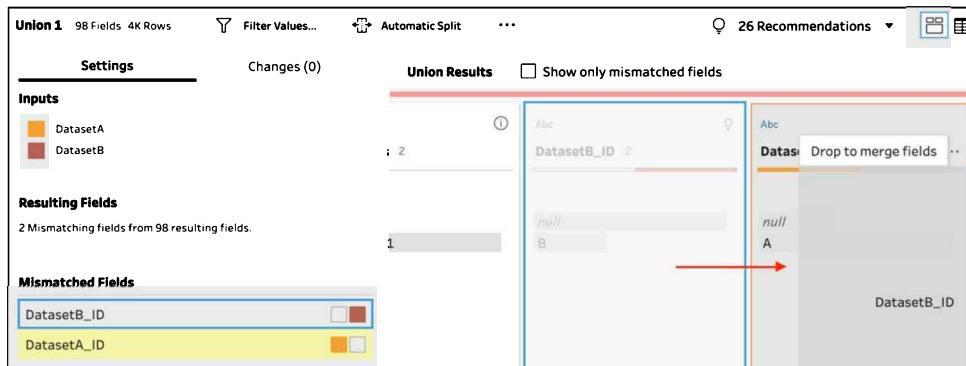 Union 1 98 Fields 4K Rows Filter Values... Automatic Split ... 26 Recommendations
Settings Changes (0)
Union Results Show only mismatched fields
Inputs
DatasetA
DatasetB
Resulting Fields
2 Mismatching fields from 98 resulting fields.
Mismatched Fields
DatasetB_ID
DatasetA_ID
2
1
Abc
DatasetB_ID 2
null
B
Abc
Drop to merge fields
null
A
DatasetB_ID